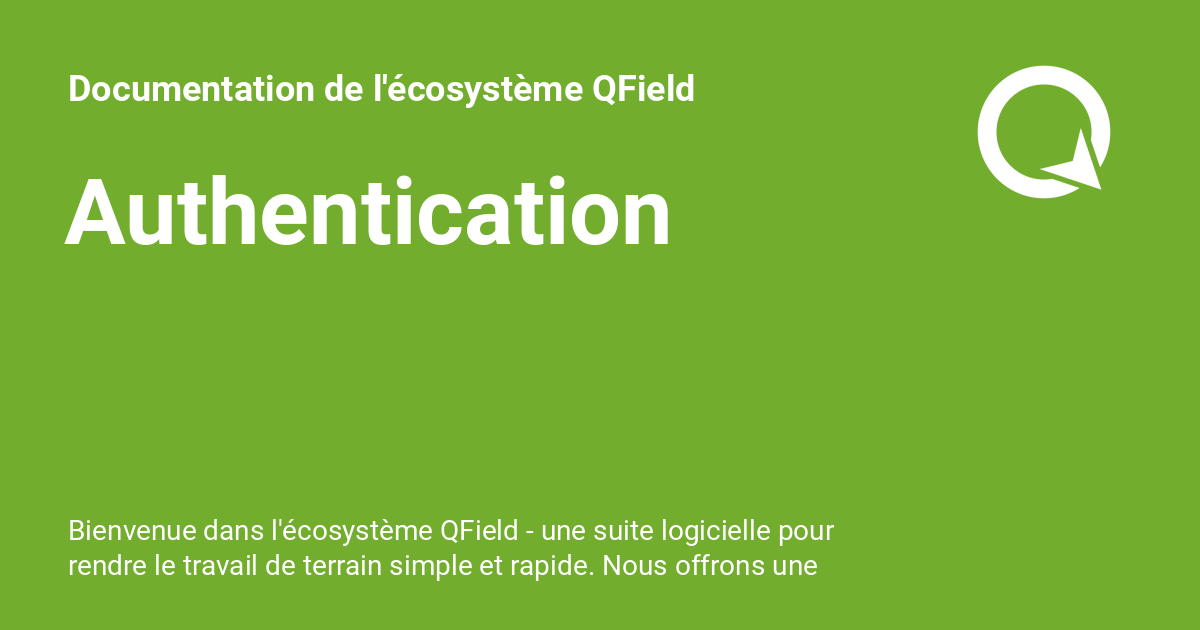 Documentation de l'écosystème QField
Authentication
Bienvenue dans l'écosystème QField - une suite logicielle pour
rendre le travail de terrain simple et rapide. Nous offrons une